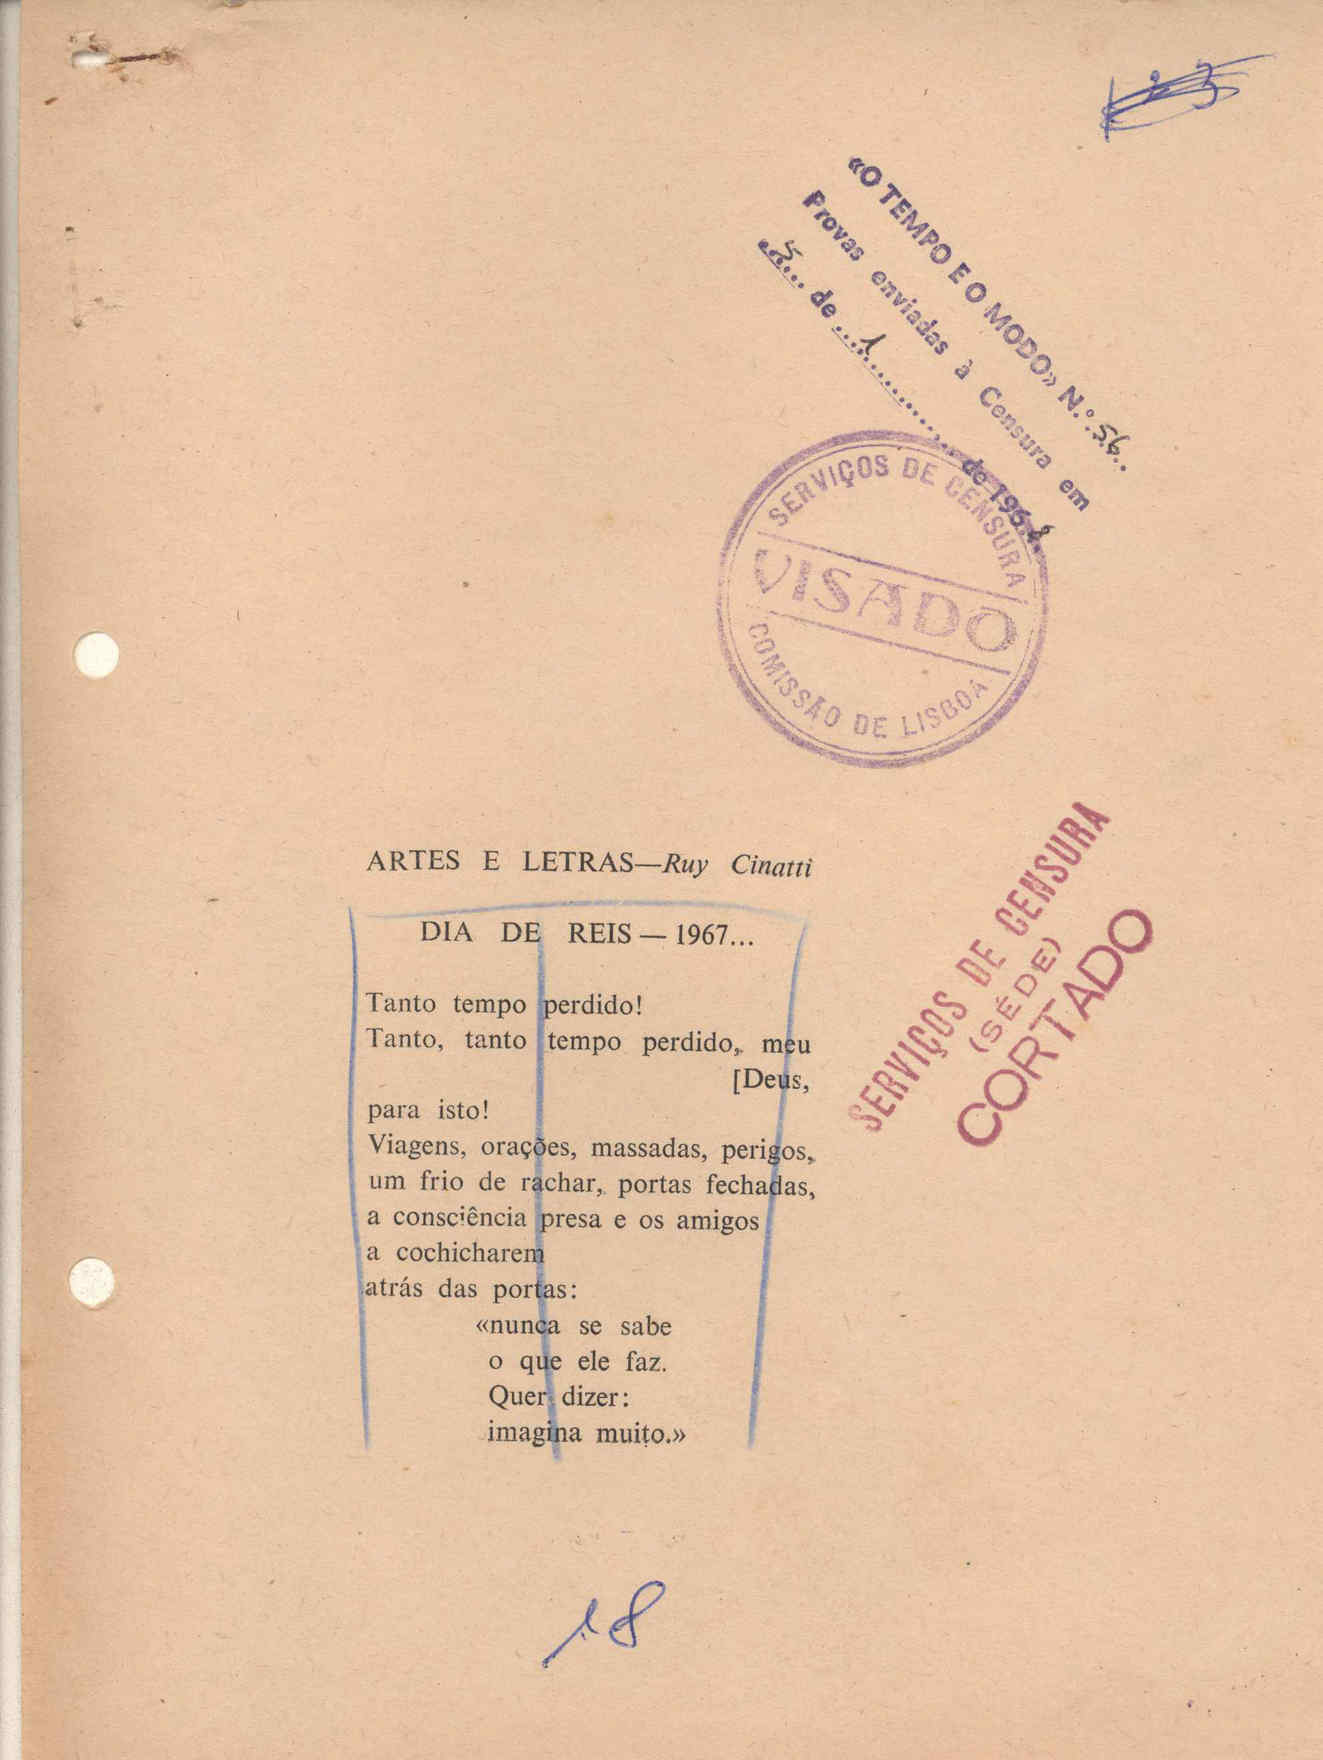 «O TEMPO E O MODO» N.º 56
Provas enviadas à Censura em
5 de 1 de 1968
SERVIÇOS DE CENSURA
VISADO
COMISSÃO DE LISBOA
ARTES E LETRAS—Ruy Cinatti
SERVIÇOS DE CENSURA
(SÉDE)
CORTADO
DIA DE REIS — 1967...
Tanto tempo perdido!
Tanto, tanto tempo perdido, meu
[Deus,
para isto!
Viagens, orações, massadas, perigos,
um frio de rachar, portas fechadas,
a consciência presa e os amigos
a cochicharem
atrás das portas:
«nunca se sabe
o que ele faz.
Quer dizer:
imagina muito.»
18